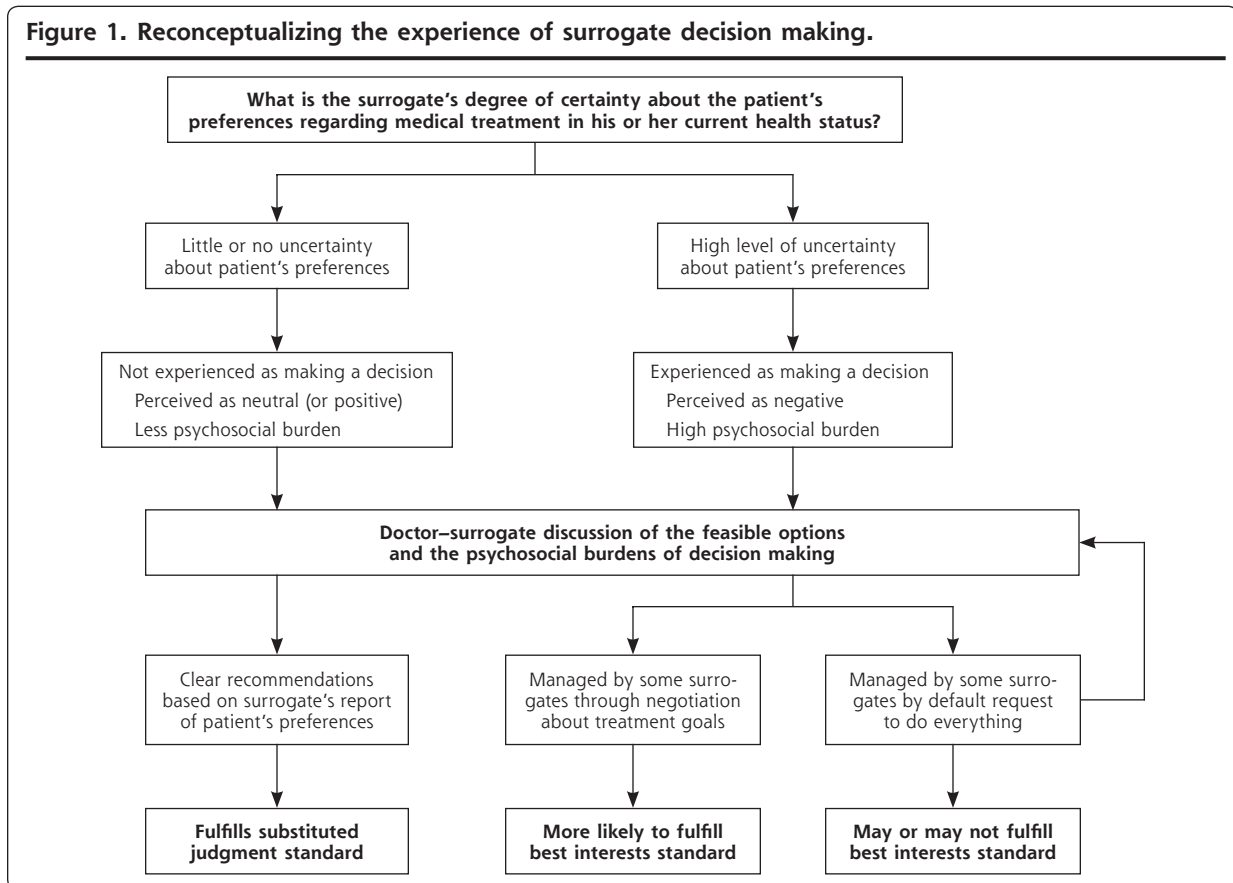 Figure 1. Reconceptualizing the experience of surrogate decision making.
What is the surrogate's degree of certainty about the patient's
preferences regarding medical treatment in his or her current health status?
Little or no uncertainty
about patient's preferences
High level of uncertainty
about patient's preferences
Not experienced as making a decision
Perceived as neutral (or positive)
Less psychosocial burden
Experienced as making a decision
Perceived as negative
High psychosocial burden
Doctor–surrogate discussion of the feasible options
and the psychosocial burdens of decision making
Clear recommendations
based on surrogate's report
of patient's preferences
Managed by some surro-
gates through negotiation
about treatment goals
Managed by some surro-
gates by default request
to do everything
Fulfills substituted
judgment standard
More likely to fulfill
best interests standard
May or may not fulfill
best interests standard